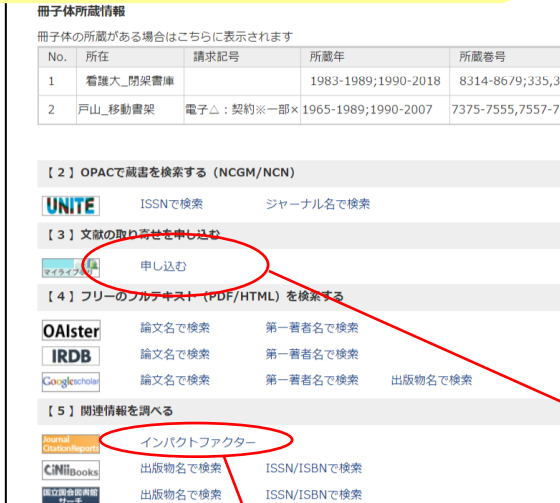 冊子体所蔵情報
冊子体の所蔵がある場合はこちらに表示されます
No. 所在 請求記号 所蔵年 所蔵巻号
1 看護大_閉架書庫 1983-1989;1990-2018 8314-8679;335,3
2 戸山_移動書架 電子△:契約※一部× 1965-1989;1990-2007 7375-7555,7557-7
【2】OPACで蔵書を検索する(NCGM/NCN)
UNITE ISSNで検索 ジャーナル名で検索
【3】文献の取り寄せを申し込む
マイライブラリ 申し込む
【4】フリーのフルテキスト(PDF/HTML)を検索する
OAIster 論文名で検索 第一著者名で検索
IRDB 論文名で検索 第一著者名で検索
Googlescholar 論文名で検索 第一著者名で検索 出版物名で検索
【5】関連情報を調べる
Journal CitationReports インパクトファクター
CiNiiBooks 出版物名で検索 ISSN/ISBNで検索
国立国会図書館サーチ 出版物名で検索 ISSN/ISBNで検索